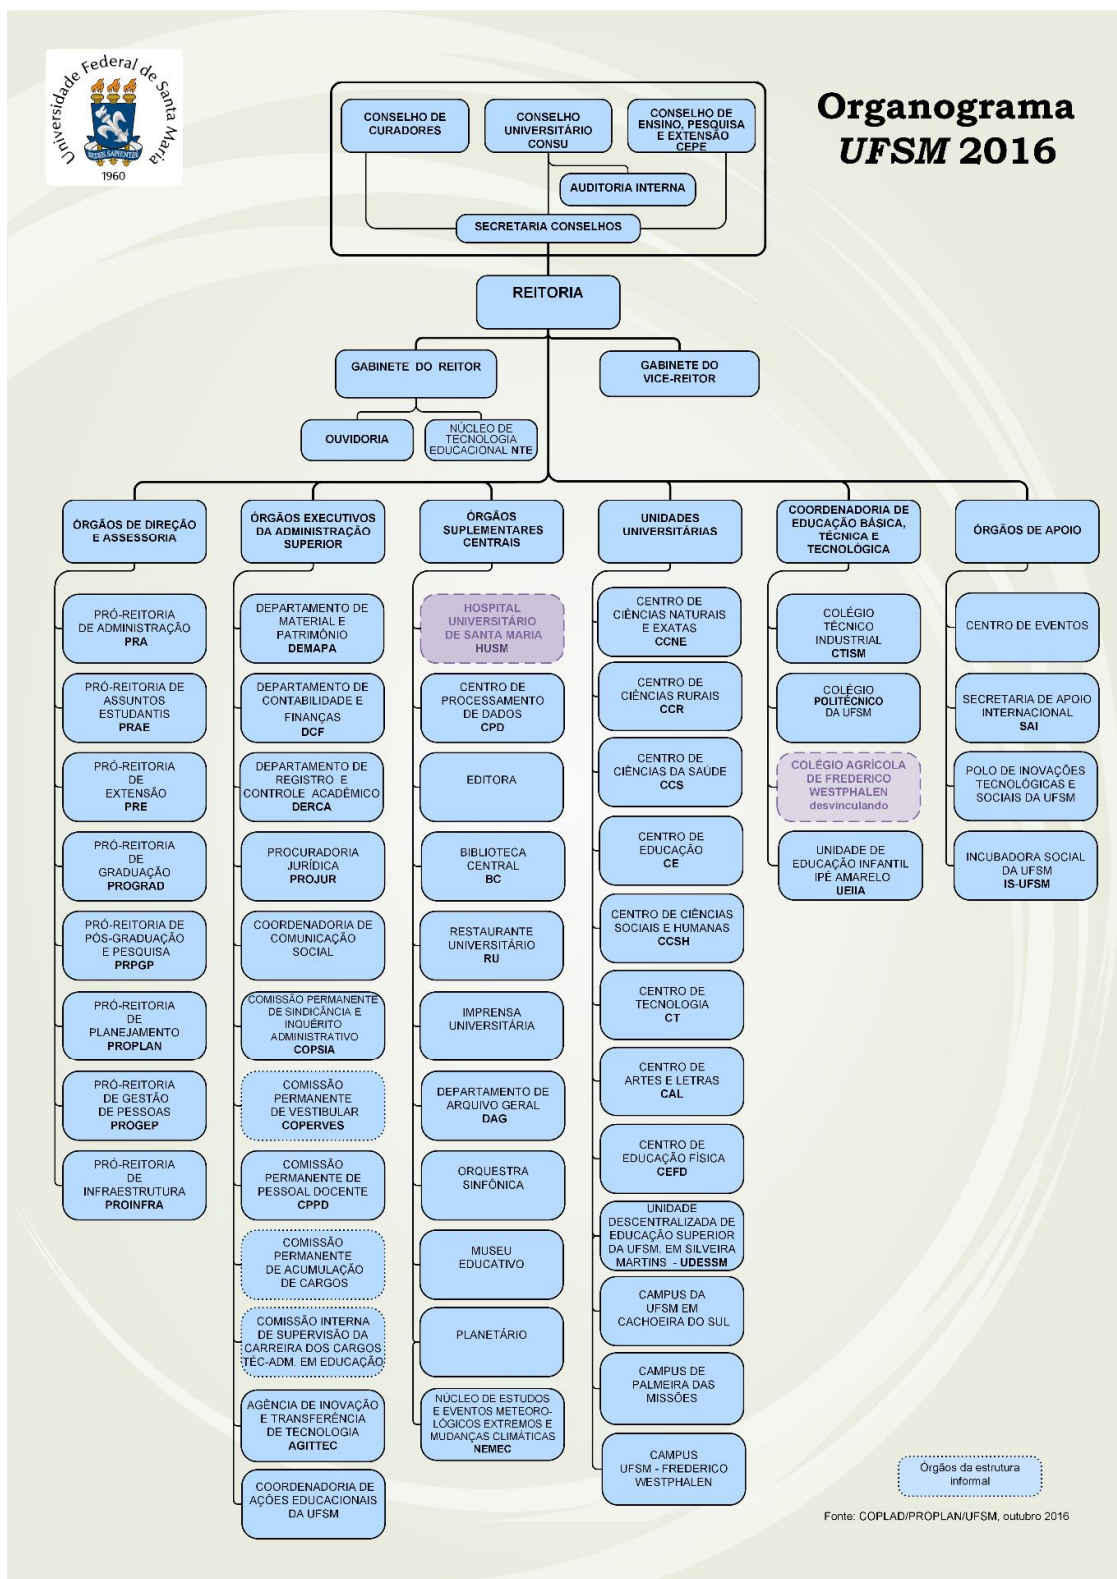 Universidade Federal de Santa Maria
SEDES SAPIENTIAE
1960
Organograma
UFSM 2016
CONSELHO DE
CURADORES
CONSELHO
UNIVERSITÁRIO
CONSU
CONSELHO DE
ENSINO, PESQUISA
E EXTENSÃO
CEPE
AUDITORIA INTERNA
SECRETARIA CONSELHOS
REITORIA
GABINETE DO REITOR
GABINETE DO
VICE-REITOR
OUVIDORIA
NÚCLEO DE
TECNOLOGIA
EDUCACIONAL NTE
ÓRGÃOS DE DIREÇÃO
E ASSESSORIA
PRÓ-REITORIA
DE ADMINISTRAÇÃO
PRA
PRÓ-REITORIA DE
ASSUNTOS
ESTUDANTIS
PRAE
PRÓ-REITORIA
DE
EXTENSÃO
PRE
PRÓ-REITORIA
DE
GRADUAÇÃO
PROGRAD
PRÓ-REITORIA DE
PÓS-GRADUAÇÃO
E PESQUISA
PRPGP
PRÓ-REITORIA
DE
PLANEJAMENTO
PROPLAN
PRÓ-REITORIA
DE GESTÃO
DE PESSOAS
PROGEP
PRÓ-REITORIA
DE
INFRAESTRUTURA
PROINFRA
ÓRGÃOS EXECUTIVOS
DA ADMINISTRAÇÃO
SUPERIOR
DEPARTAMENTO DE
MATERIAL E
PATRIMÔNIO
DEMAPA
DEPARTAMENTO DE
CONTABILIDADE E
FINANÇAS
DCF
DEPARTAMENTO DE
REGISTRO E
CONTROLE ACADÊMICO
DERCA
PROCURADORIA
JURÍDICA
PROJUR
COORDENADORIA DE
COMUNICAÇÃO
SOCIAL
COMISSÃO PERMANENTE
DE SINDICÂNCIA E
INQUÉRITO
ADMINISTRATIVO
COPSIA
COMISSÃO
PERMANENTE
DE VESTIBULAR
COPERVES
COMISSÃO
PERMANENTE DE
PESSOAL DOCENTE
CPPD
COMISSÃO
PERMANENTE
DE ACUMULAÇÃO
DE CARGOS
COMISSÃO INTERNA
DE SUPERVISÃO DA
CARREIRA DOS CARGOS
TÉC-ADM. EM EDUCAÇÃO
AGÊNCIA DE INOVAÇÃO
E TRANSFERÊNCIA
DE TECNOLOGIA
AGITTEC
COORDENADORIA DE
AÇÕES EDUCACIONAIS
DA UFSM
ÓRGÃOS
SUPLEMENTARES
CENTRAIS
HOSPITAL
UNIVERSITÁRIO
DE SANTA MARIA
HUSM
CENTRO DE
PROCESSAMENTO
DE DADOS
CPD
EDITORA
BIBLIOTECA
CENTRAL
BC
RESTAURANTE
UNIVERSITÁRIO
RU
IMPRENSA
UNIVERSITÁRIA
DEPARTAMENTO DE
ARQUIVO GERAL
DAG
ORQUESTRA
SINFÔNICA
MUSEU
EDUCATIVO
PLANETÁRIO
NÚCLEO DE ESTUDOS
E EVENTOS METEORO-
LÓGICOS EXTREMOS E
MUDANÇAS CLIMÁTICAS
NEMEC
UNIDADES
UNIVERSITÁRIAS
CENTRO DE
CIÊNCIAS NATURAIS
E EXATAS
CCNE
CENTRO DE
CIÊNCIAS RURAIS
CCR
CENTRO DE
CIÊNCIAS DA SAÚDE
CCS
CENTRO DE
EDUCAÇÃO
CE
CENTRO DE CIÊNCIAS
SOCIAIS E HUMANAS
CCSH
CENTRO DE
TECNOLOGIA
CT
CENTRO DE
ARTES E LETRAS
CAL
CENTRO DE
EDUCAÇÃO FÍSICA
CEFD
UNIDADE
DESCENTRALIZADA DE
EDUCAÇÃO SUPERIOR
DA UFSM, EM SILVEIRA
MARTINS - UDESSM
CAMPUS DA
UFSM EM
CACHOEIRA DO SUL
CAMPUS DE
PALMEIRA DAS
MISSÕES
CAMPUS
UFSM - FREDERICO
WESTPHALEN
COORDENADORIA DE
EDUCAÇÃO BÁSICA,
TÉCNICA E
TECNOLÓGICA
COLÉGIO
TÉCNICO
INDUSTRIAL
CTISM
COLÉGIO
POLITÉCNICO
DA UFSM
COLÉGIO AGRÍCOLA
DE FREDERICO
WESTPHALEN
desvinculando
UNIDADE DE
EDUCAÇÃO INFANTIL
IPÊ AMARELO
UEIIA
ÓRGÃOS DE APOIO
CENTRO DE EVENTOS
SECRETARIA DE APOIO
INTERNACIONAL
SAI
POLO DE INOVAÇÕES
TECNOLÓGICAS E
SOCIAIS DA UFSM
INCUBADORA SOCIAL
DA UFSM
IS-UFSM
Órgãos da estrutura
informal
Fonte: COPLAD/PROPLAN/UFSM, outubro 2016